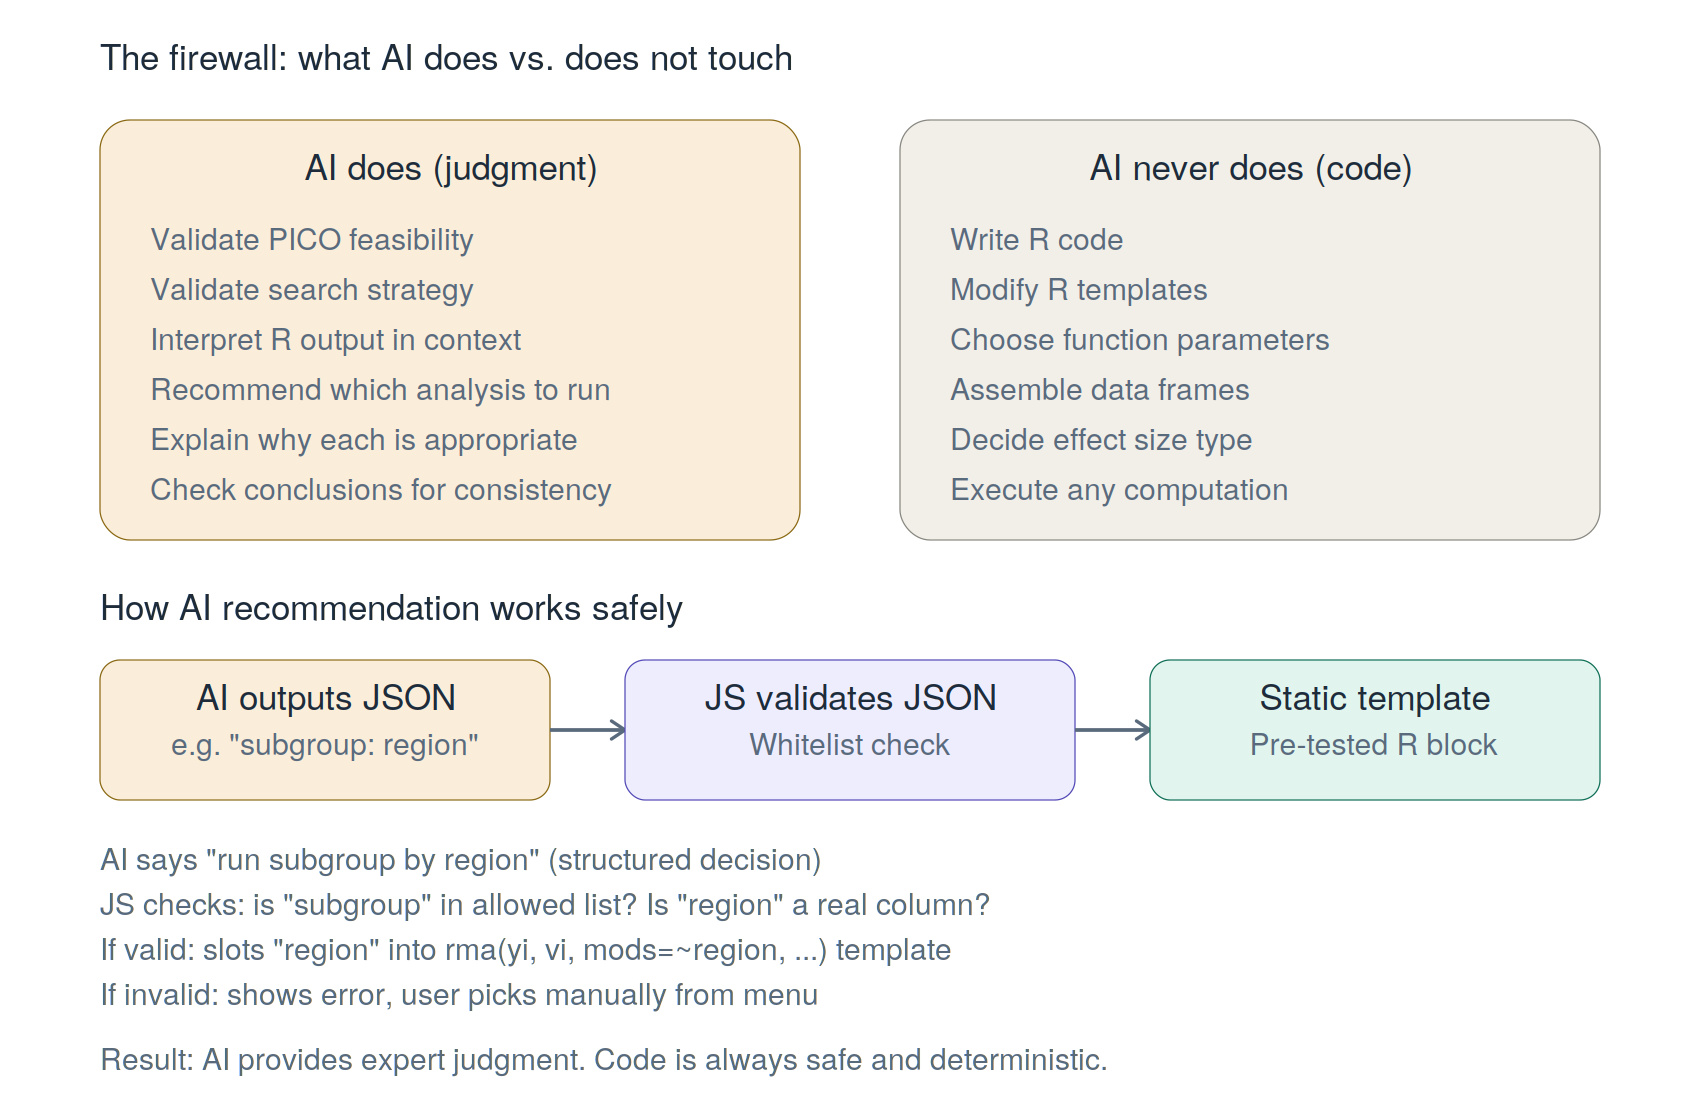 The firewall: what AI does vs. does not touch
AI does (judgment)
Validate PICO feasibility
Validate search strategy
Interpret R output in context
Recommend which analysis to run
Explain why each is appropriate
Check conclusions for consistency
AI never does (code)
Write R code
Modify R templates
Choose function parameters
Assemble data frames
Decide effect size type
Execute any computation
How AI recommendation works safely
AI outputs JSON
e.g. "subgroup: region"
JS validates JSON
Whitelist check
Static template
Pre-tested R block
AI says "run subgroup by region" (structured decision)
JS checks: is "subgroup" in allowed list? Is "region" a real column?
If valid: slots "region" into rma(yi, vi, mods=~region, ...) template
If invalid: shows error, user picks manually from menu
Result: AI provides expert judgment. Code is always safe and deterministic.